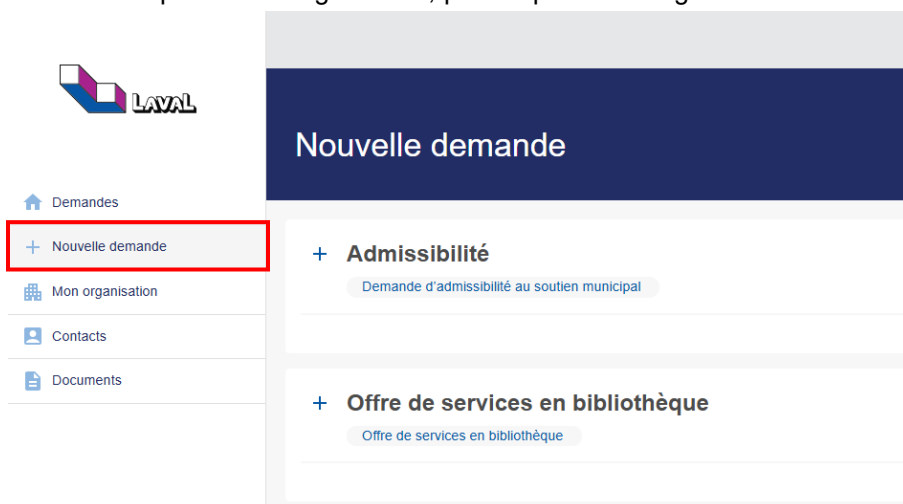 LAVAL
Nouvelle demande
Demandes
Nouvelle demande
Mon organisation
Contacts
Documents
Admissibilité
Demande d'admissibilité au soutien municipal
Offre de services en bibliothèque
Offre de services en bibliothèque